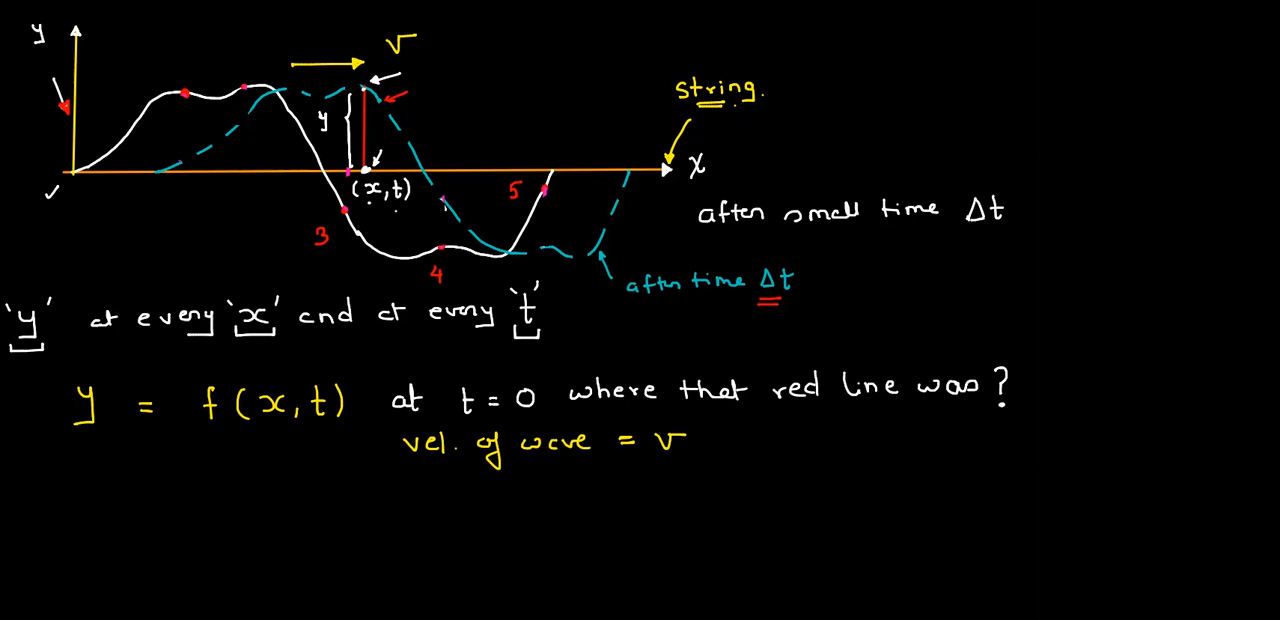 y
v
string.
y
x
(x,t)
5
after small time Δt
3
4
after time Δt
'y' at every 'x' and at every 't'
y = f(x,t) at t = 0 where that red line was?
vel. of wave = v